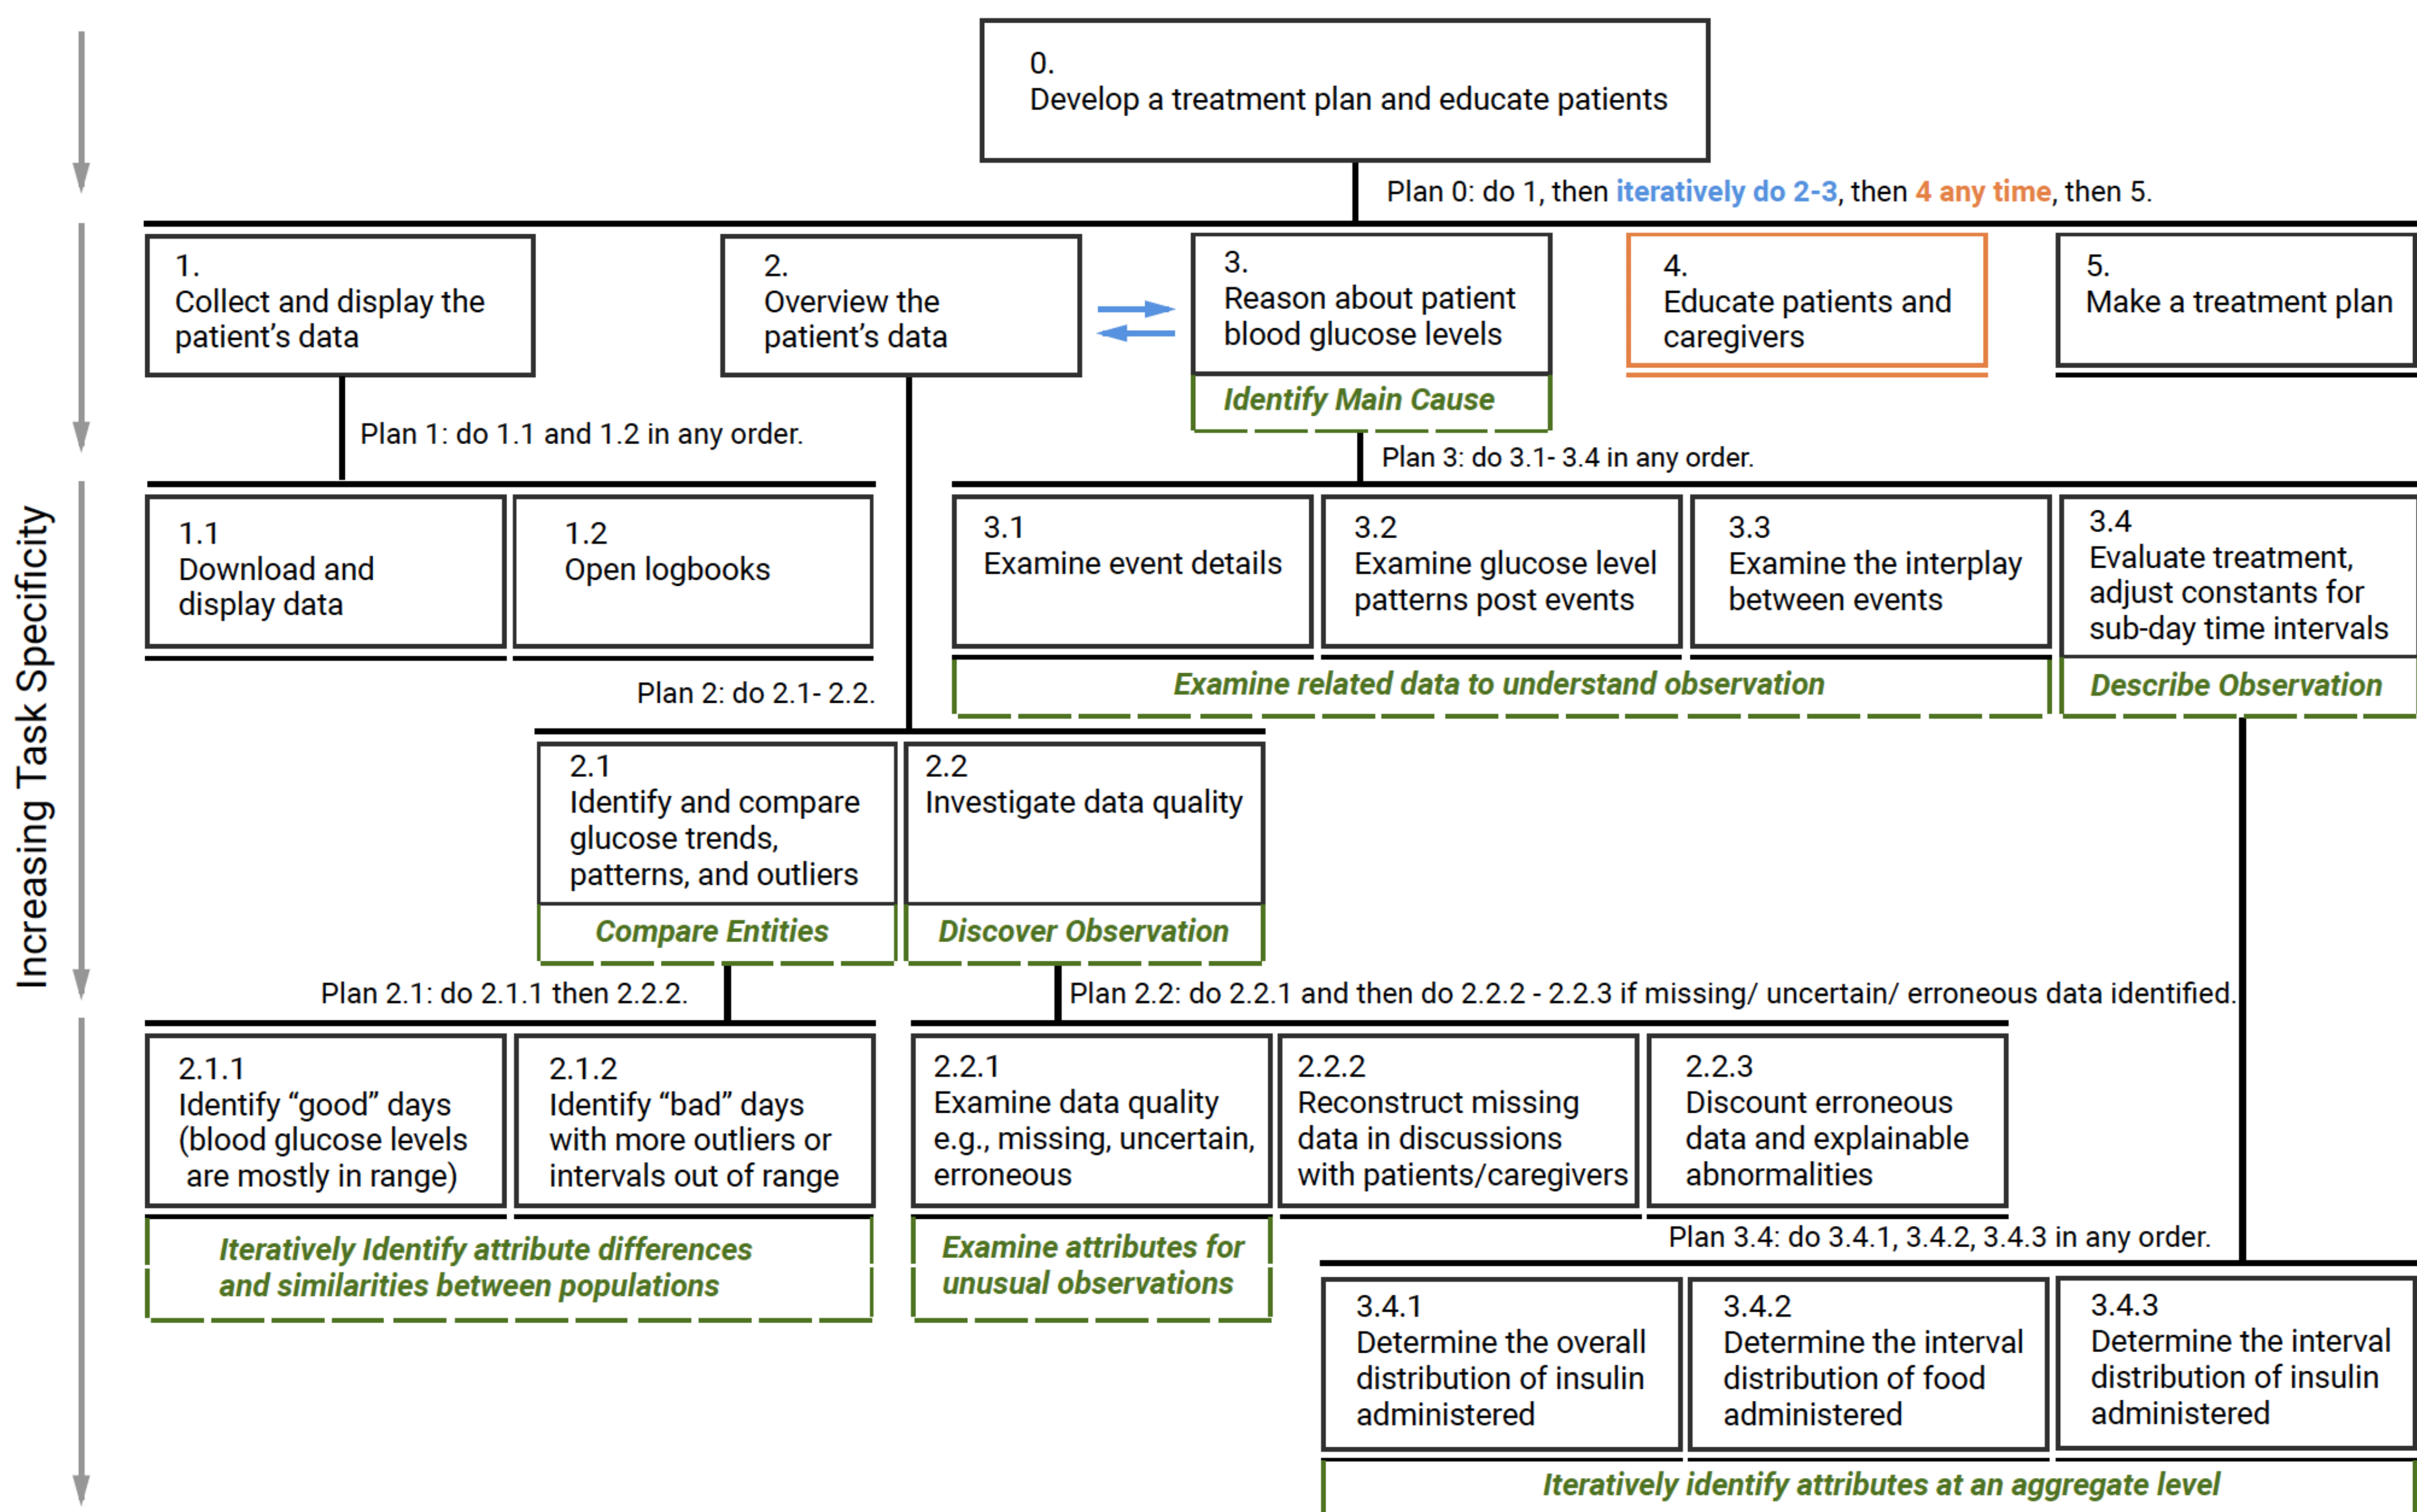 0.
Develop a treatment plan and educate patients
Plan 0: do 1, then iteratively do 2-3, then 4 any time, then 5.
1.
Collect and display the
patient’s data
2.
Overview the
patient’s data
3.
Reason about patient
blood glucose levels
Identify Main Cause
4.
Educate patients and
caregivers
5.
Make a treatment plan
Plan 1: do 1.1 and 1.2 in any order.
Plan 3: do 3.1- 3.4 in any order.
Increasing Task Specificity
1.1
Download and
display data
1.2
Open logbooks
3.1
Examine event details
3.2
Examine glucose level
patterns post events
3.3
Examine the interplay
between events
3.4
Evaluate treatment,
adjust constants for
sub-day time intervals
Examine related data to understand observation
Describe Observation
Plan 2: do 2.1- 2.2.
2.1
Identify and compare
glucose trends,
patterns, and outliers
Compare Entities
2.2
Investigate data quality
Discover Observation
Plan 2.1: do 2.1.1 then 2.2.2.
Plan 2.2: do 2.2.1 and then do 2.2.2 - 2.2.3 if missing/ uncertain/ erroneous data identified.
2.1.1
Identify “good” days
(blood glucose levels
are mostly in range)
2.1.2
Identify “bad” days
with more outliers or
intervals out of range
Iteratively Identify attribute differences
and similarities between populations
2.2.1
Examine data quality
e.g., missing, uncertain,
erroneous
Examine attributes for
unusual observations
2.2.2
Reconstruct missing
data in discussions
with patients/caregivers
2.2.3
Discount erroneous
data and explainable
abnormalities
Plan 3.4: do 3.4.1, 3.4.2, 3.4.3 in any order.
3.4.1
Determine the overall
distribution of insulin
administered
3.4.2
Determine the interval
distribution of food
administered
3.4.3
Determine the interval
distribution of insulin
administered
Iteratively identify attributes at an aggregate level